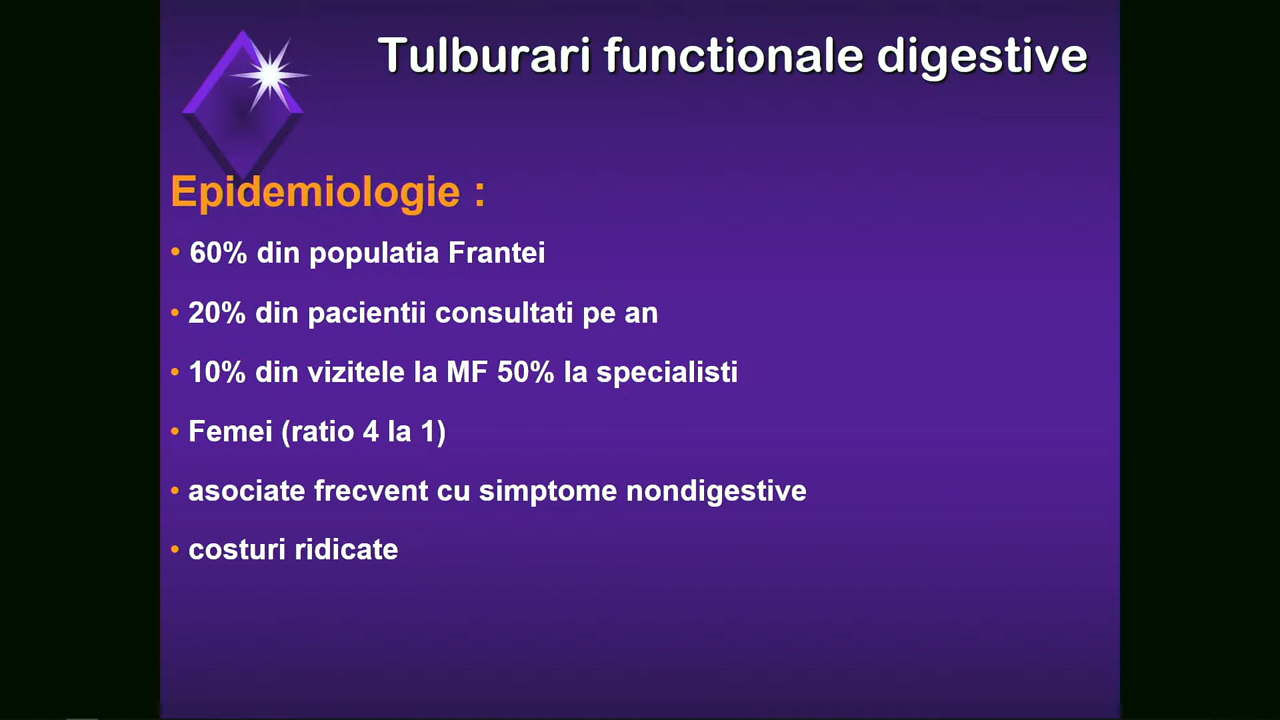 Tulburari functionale digestive
Epidemiologie :
• 60% din populatia Frantei
• 20% din pacientii consultati pe an
• 10% din vizitele la MF 50% la specialisti
• Femei (ratio 4 la 1)
• asociate frecvent cu simptome nondigestive
• costuri ridicate